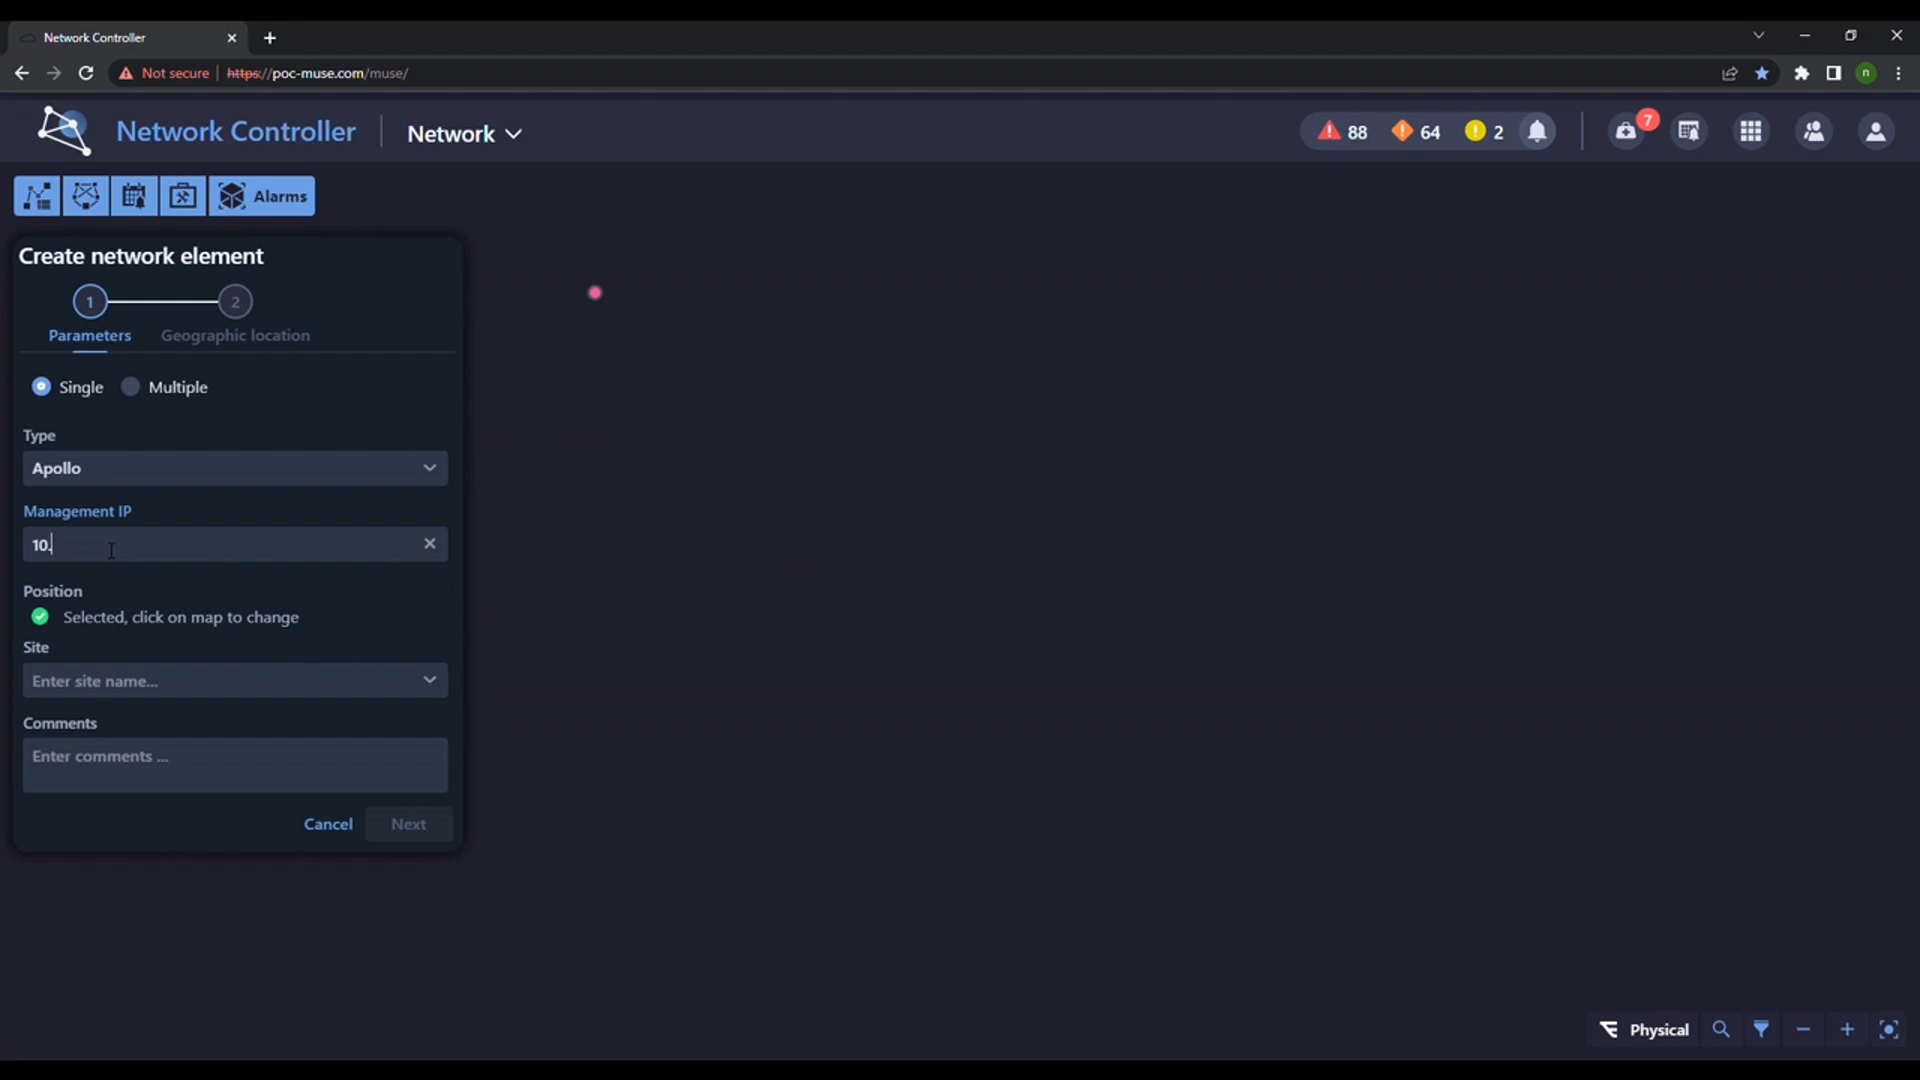 Network Controller
Not secure https://poc-muse.com/muse/
n
Network Controller
Network
88
64
2
7
Alarms
Create network element
1
2
Parameters
Geographic location
Single
Multiple
Type
Apollo
Management IP
10.
Position
Selected, click on map to change
Site
Enter site name...
Comments
Enter comments ...
Cancel
Next
Physical